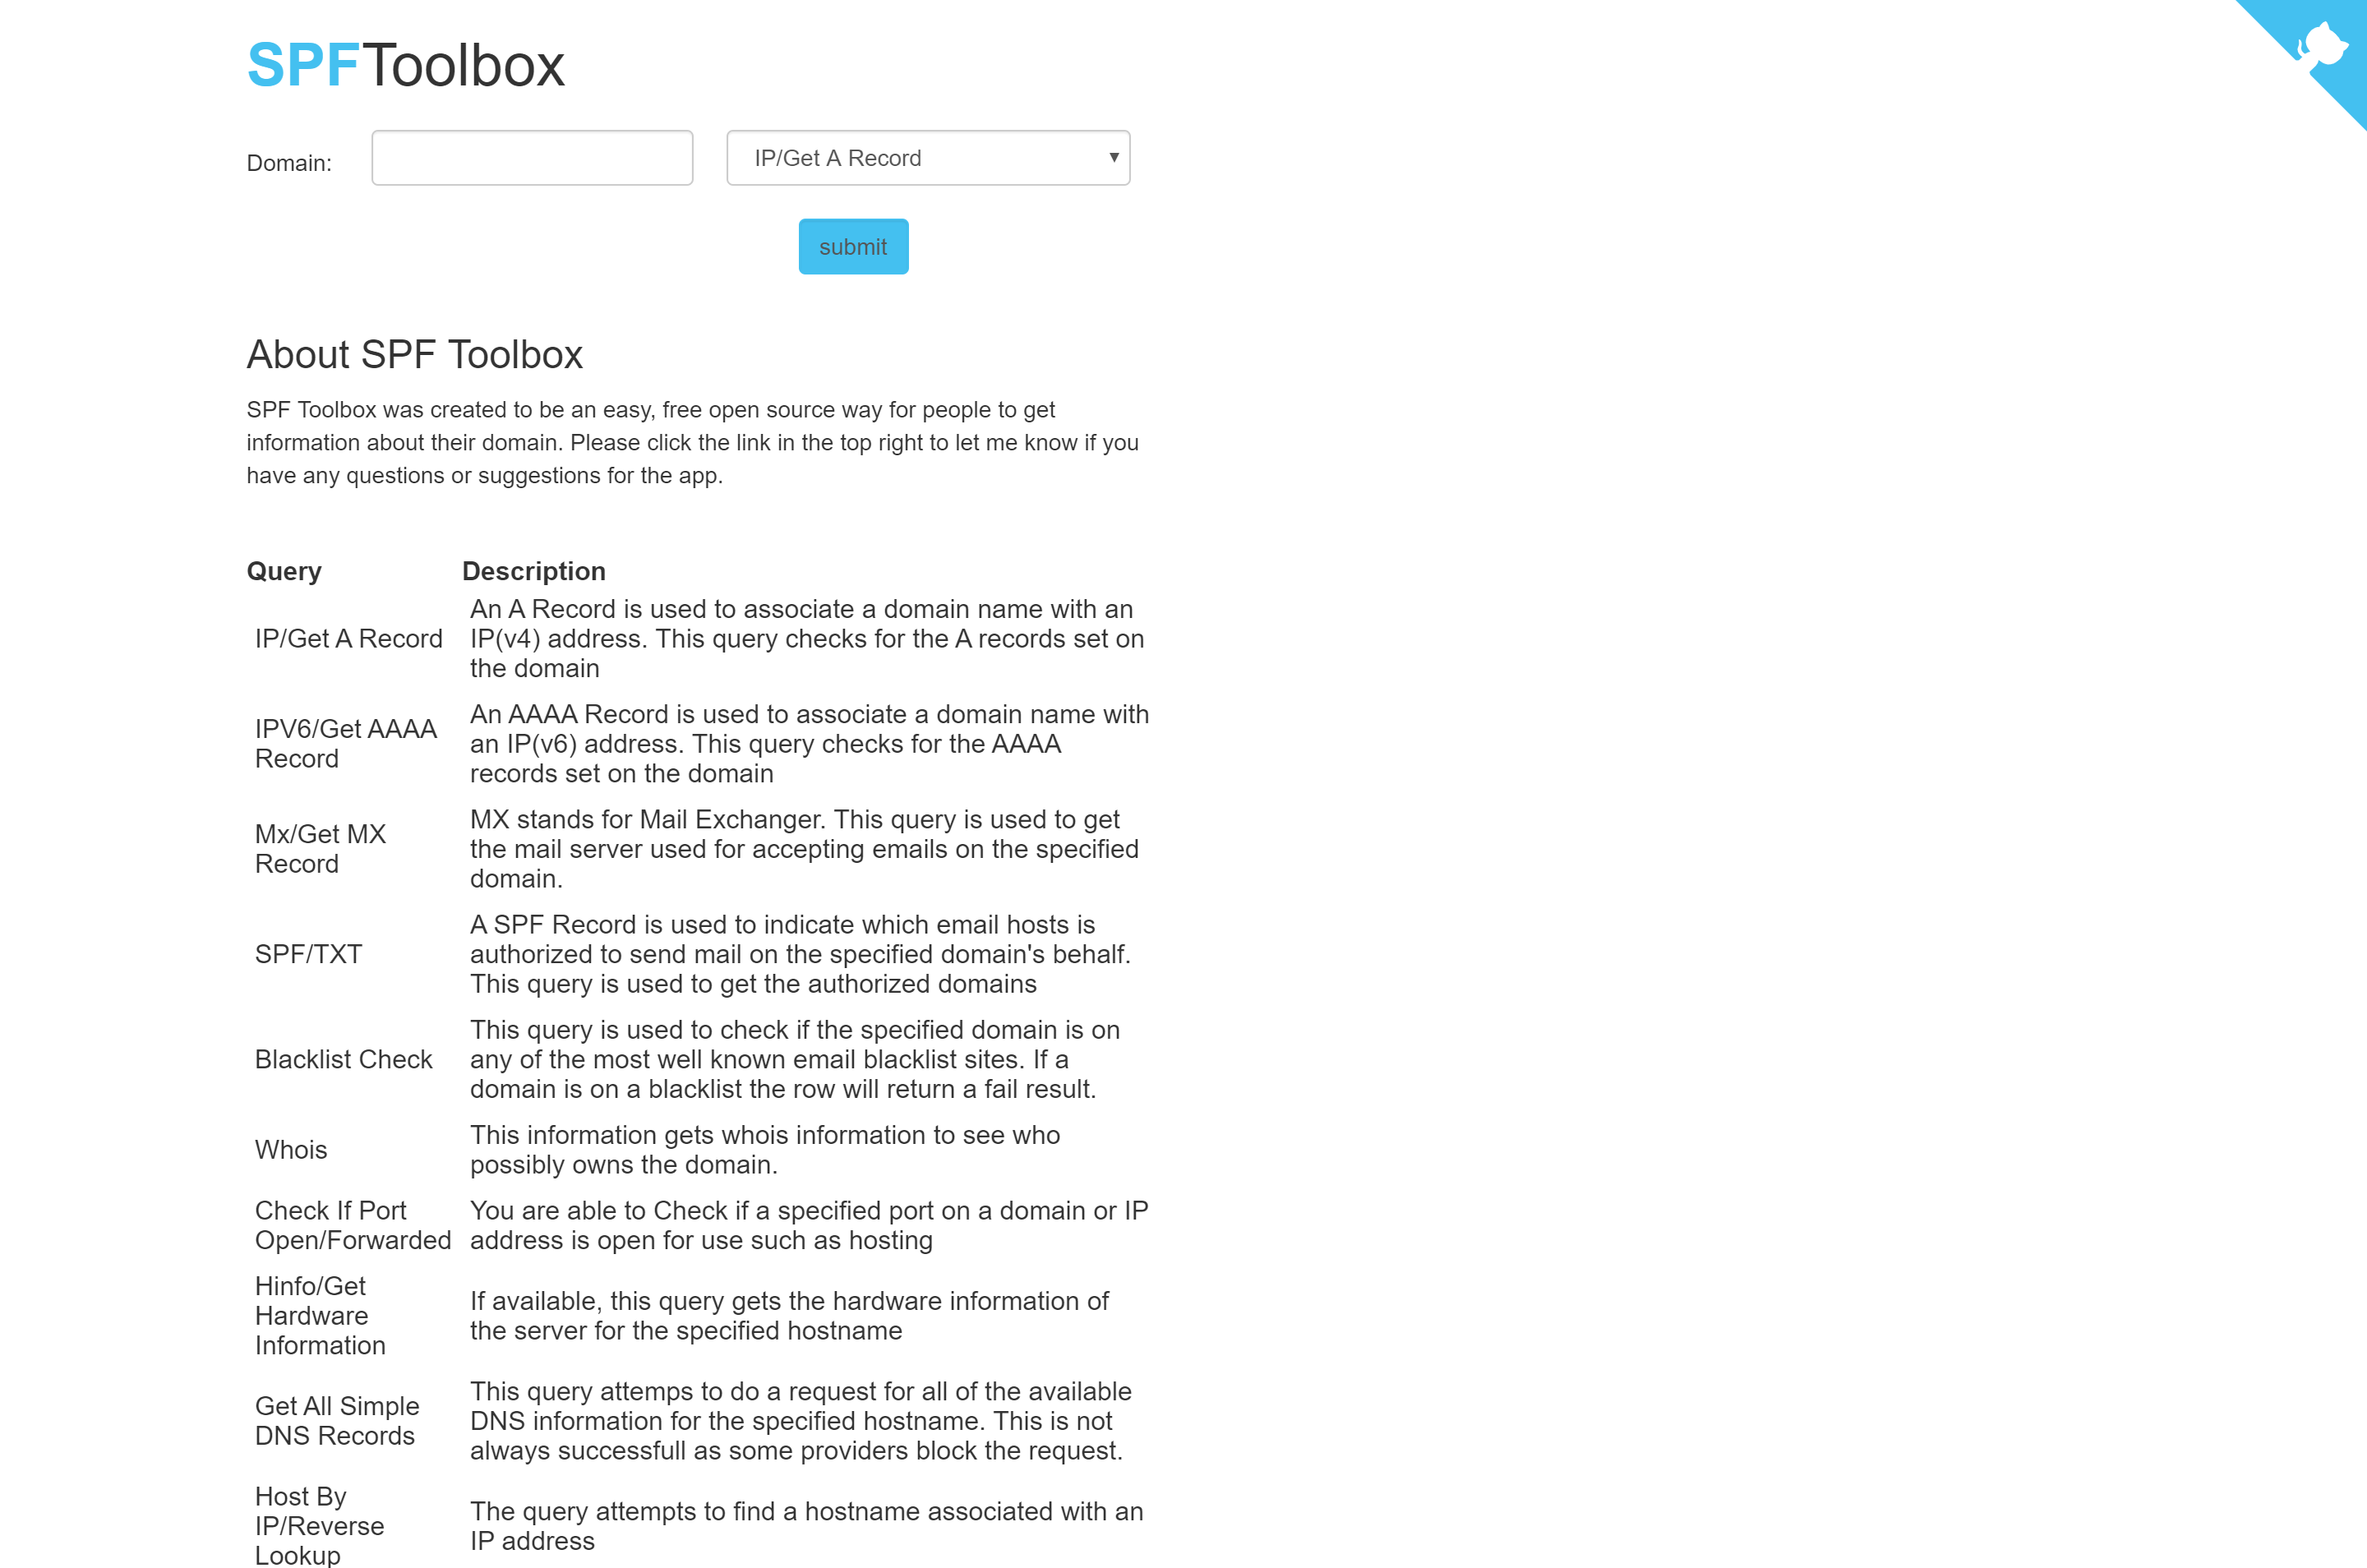 SPFToolbox
Domain:
IP/Get A Record
submit
About SPF Toolbox
SPF Toolbox was created to be an easy, free open source way for people to get
information about their domain. Please click the link in the top right to let me know if you
have any questions or suggestions for the app.
Query Description
IP/Get A Record
An A Record is used to associate a domain name with an
IP(v4) address. This query checks for the A records set on
the domain
IPV6/Get AAAA
Record
An AAAA Record is used to associate a domain name with
an IP(v6) address. This query checks for the AAAA
records set on the domain
Mx/Get MX
Record
MX stands for Mail Exchanger. This query is used to get
the mail server used for accepting emails on the specified
domain.
SPF/TXT
A SPF Record is used to indicate which email hosts is
authorized to send mail on the specified domain's behalf.
This query is used to get the authorized domains
Blacklist Check
This query is used to check if the specified domain is on
any of the most well known email blacklist sites. If a
domain is on a blacklist the row will return a fail result.
Whois
This information gets whois information to see who
possibly owns the domain.
Check If Port
Open/Forwarded
You are able to Check if a specified port on a domain or IP
address is open for use such as hosting
Hinfo/Get
Hardware
Information
If available, this query gets the hardware information of
the server for the specified hostname
Get All Simple
DNS Records
This query attemps to do a request for all of the available
DNS information for the specified hostname. This is not
always successfull as some providers block the request.
Host By
IP/Reverse
Lookup
The query attempts to find a hostname associated with an
IP address